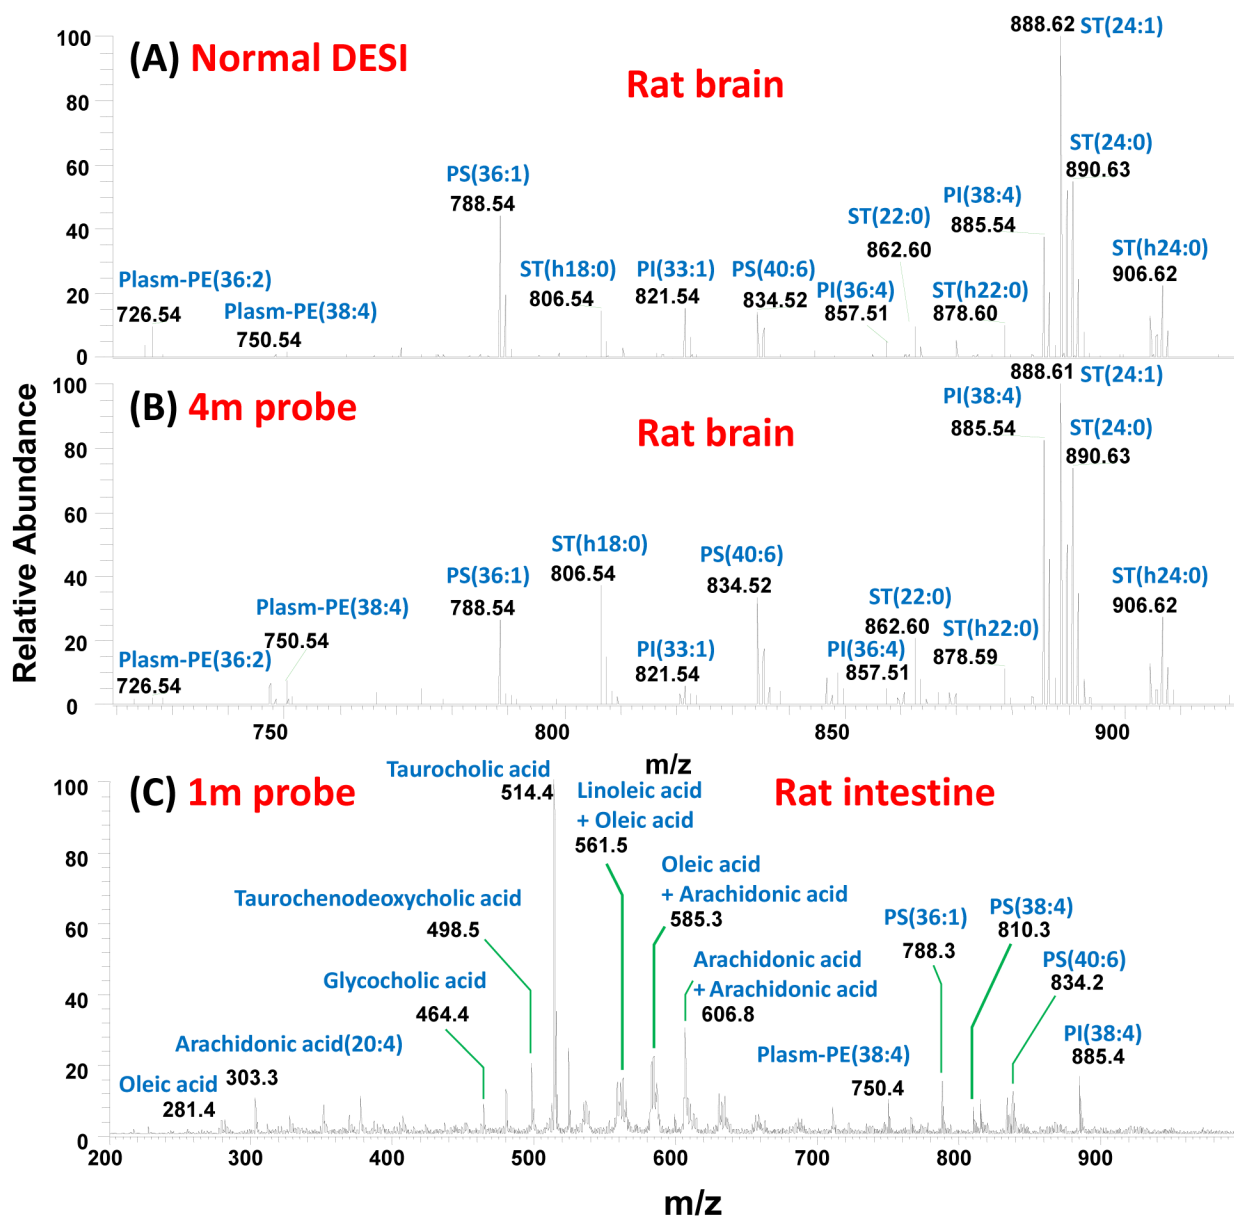 (A) Normal DESI
Rat brain
888.62 ST(24:1)
ST(24:0)
890.63
PS(36:1)
788.54
PI(38:4)
885.54
ST(22:0)
862.60
ST(h24:0)
906.62
Plasm-PE(36:2)
726.54
Plasm-PE(38:4)
750.54
ST(h18:0)
806.54
PI(33:1)
821.54
PS(40:6)
834.52
PI(36:4)
857.51
ST(h22:0)
878.60
100
80
60
40
20
0
Relative Abundance
(B) 4m probe
Rat brain
888.61 ST(24:1)
PI(38:4)
885.54
ST(24:0)
890.63
ST(h18:0)
806.54
PS(40:6)
834.52
PS(36:1)
788.54
Plasm-PE(38:4)
750.54
Plasm-PE(36:2)
726.54
PI(33:1)
821.54
ST(22:0)
862.60
PI(36:4)
857.51
ST(h22:0)
878.59
ST(h24:0)
906.62
100
80
60
40
20
0
750
800
850
900
m/z
(C) 1m probe
Rat intestine
Taurocholic acid
514.4
Linoleic acid
+ Oleic acid
561.5
Oleic acid
+ Arachidonic acid
585.3
Taurochenodeoxycholic acid
498.5
Glycocholic acid
464.4
Arachidonic acid
+ Arachidonic acid
606.8
PS(36:1)
788.3
PS(38:4)
810.3
PS(40:6)
834.2
Arachidonic acid(20:4)
303.3
Oleic acid
281.4
Plasm-PE(38:4)
750.4
PI(38:4)
885.4
100
80
60
40
20
0
200
300
400
500
600
700
800
900
m/z